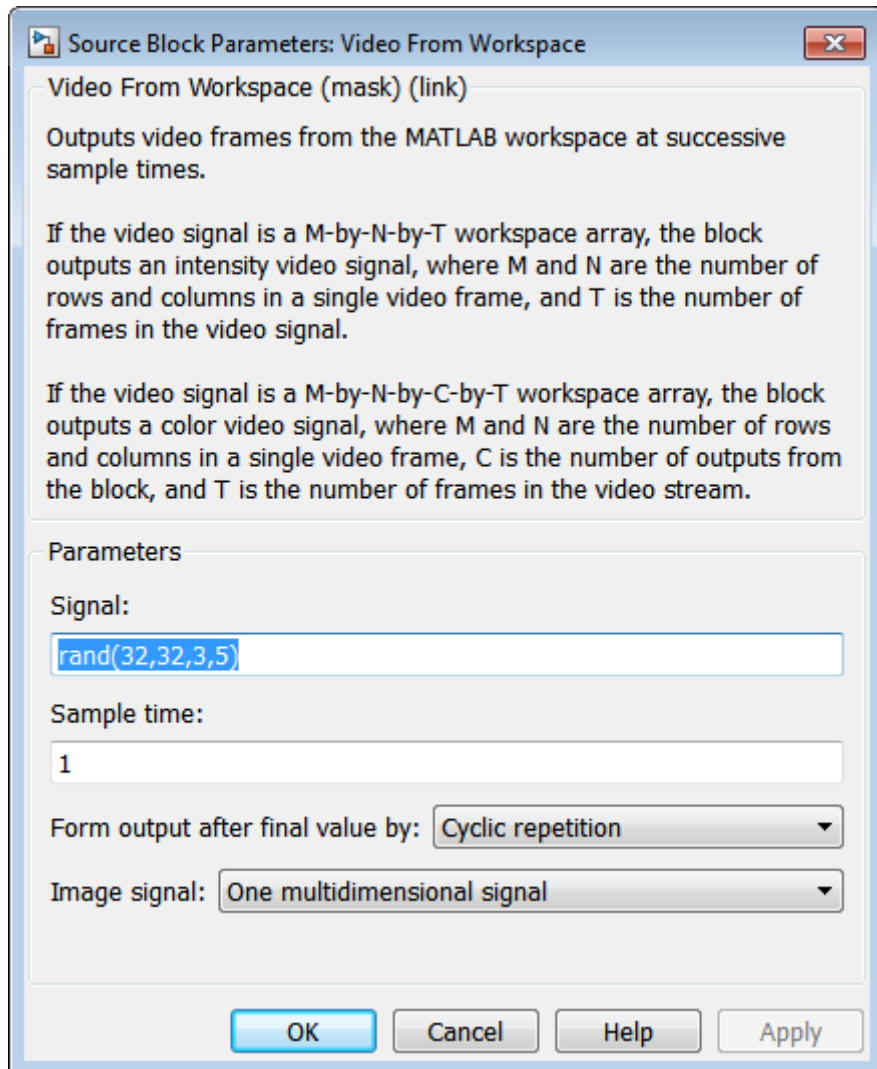 Source Block Parameters: Video From Workspace
Video From Workspace (mask) (link)
Outputs video frames from the MATLAB workspace at successive
sample times.
If the video signal is a M-by-N-by-T workspace array, the block
outputs an intensity video signal, where M and N are the number of
rows and columns in a single video frame, and T is the number of
frames in the video signal.
If the video signal is a M-by-N-by-C-by-T workspace array, the block
outputs a color video signal, where M and N are the number of rows
and columns in a single video frame, C is the number of outputs from
the block, and T is the number of frames in the video stream.
Parameters
Signal:
rand(32,32,3,5)
Sample time:
1
Form output after final value by: Cyclic repetition
Image signal: One multidimensional signal
OK Cancel Help Apply